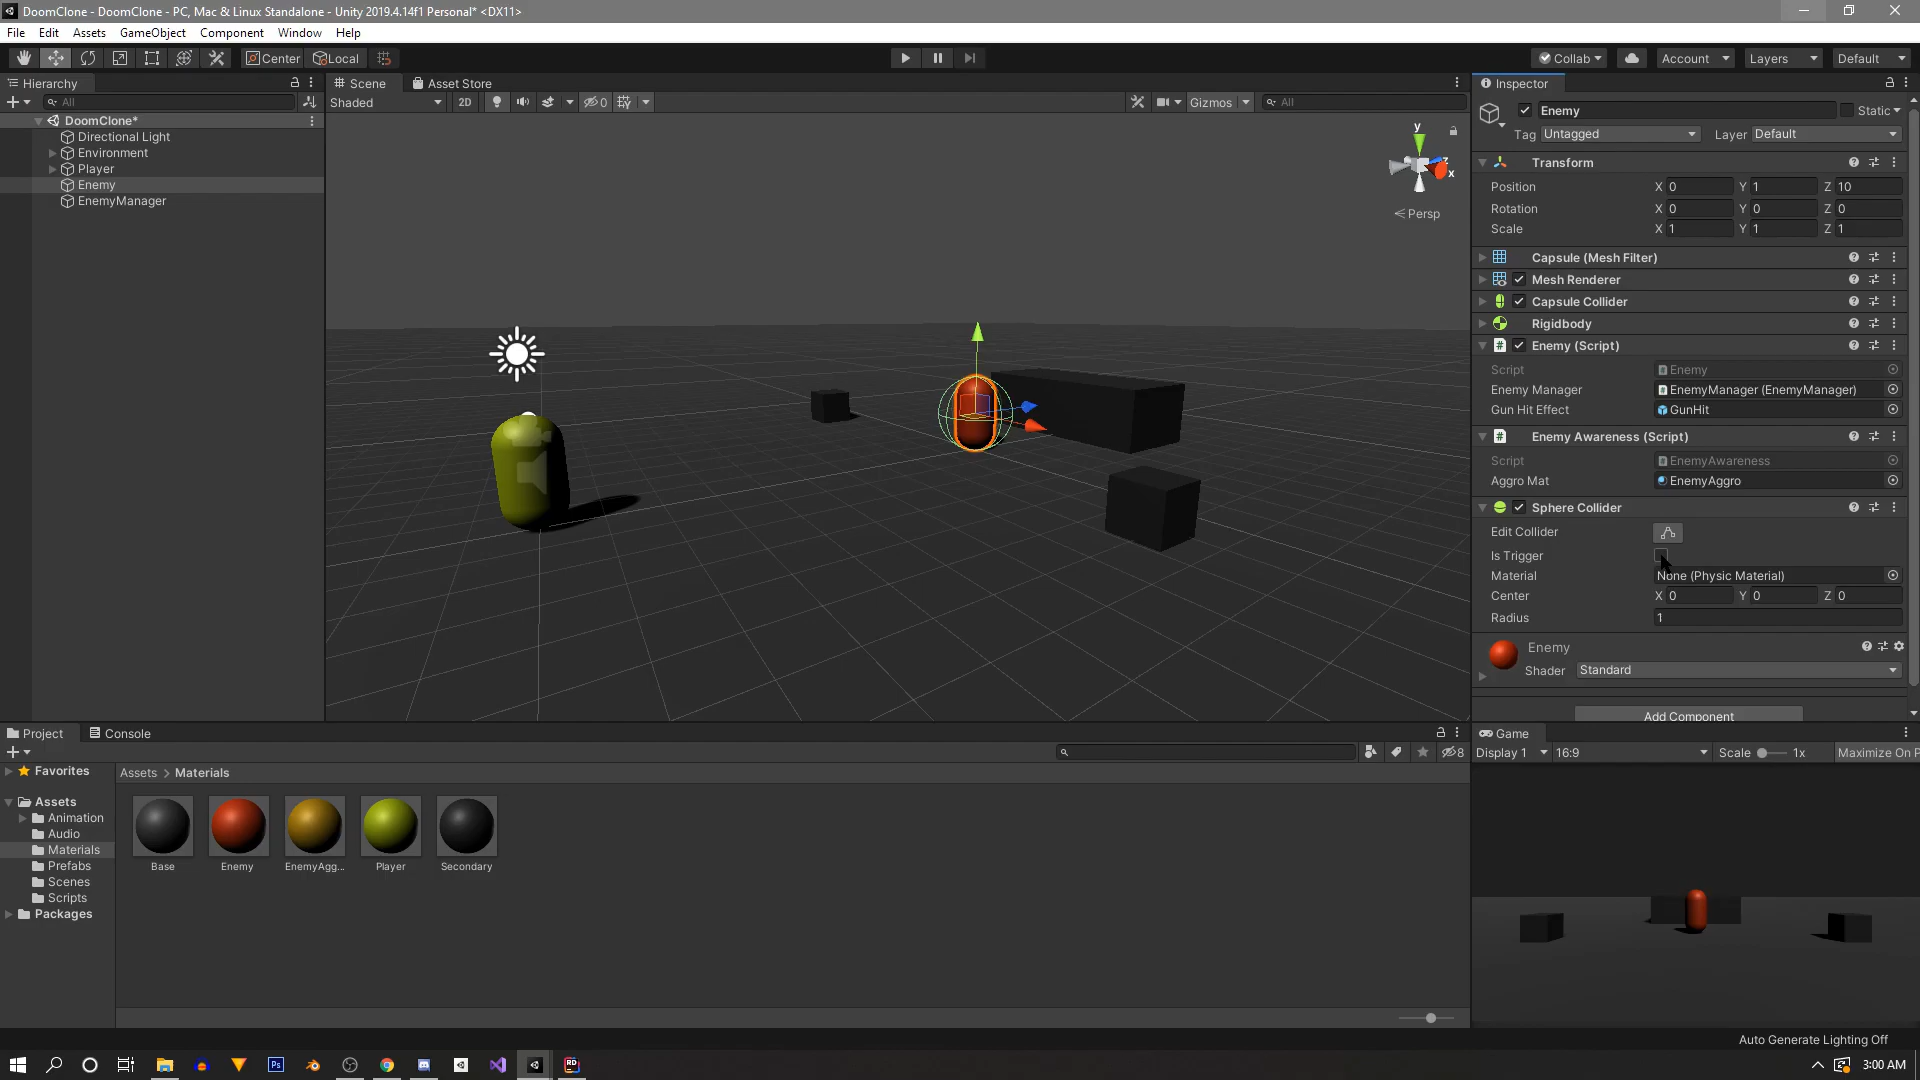 DoomClone - DoomClone - PC, Mac & Linux Standalone - Unity 2019.4.14f1 Personal* <DX11>
File Edit Assets GameObject Component Window Help
Center Local Collab Account Layers Default
Hierarchy
All
DoomClone*
Directional Light
Environment
Player
Enemy
EnemyManager
Scene Asset Store
Shaded 2D 0 Gizmos All
y
z
x
Persp
Inspector
Enemy Static
Tag Untagged Layer Default
Transform
Position X 0 Y 1 Z 10
Rotation X 0 Y 0 Z 0
Scale X 1 Y 1 Z 1
Capsule (Mesh Filter)
Mesh Renderer
Capsule Collider
Rigidbody
Enemy (Script)
Script Enemy
Enemy Manager EnemyManager (EnemyManager)
Gun Hit Effect GunHit
Enemy Awareness (Script)
Script EnemyAwareness
Aggro Mat EnemyAggro
Sphere Collider
Edit Collider
Is Trigger
Material None (Physic Material)
Center X 0 Y 0 Z 0
Radius 1
Enemy
Shader Standard
Add Component
Project Console
8
Favorites
Assets
Animation
Audio
Materials
Prefabs
Scenes
Scripts
Packages
Assets > Materials
Base Enemy EnemyAgg... Player Secondary
Game
Display 1 16:9 Scale 1x Maximize On P
Auto Generate Lighting Off
Ps RD 3:00 AM